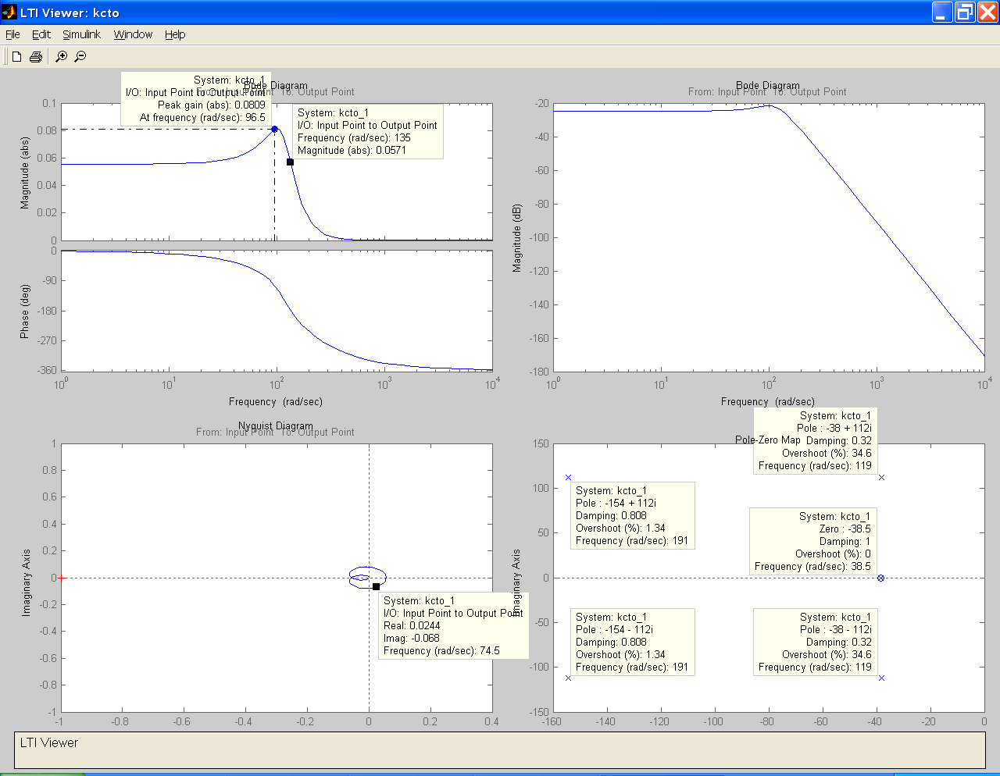 LTI Viewer: kcto
File Edit Simulink Window Help
Bode Diagram
From: Input Point To: Output Point
System: kcto_1
I/O: Input Point to Output Point
Peak gain (abs): 0.0809
At frequency (rad/sec): 96.5
System: kcto_1
I/O: Input Point to Output Point
Frequency (rad/sec): 135
Magnitude (abs): 0.0571
Magnitude (abs)
0.1
0.08
0.06
0.04
0.02
0
Phase (deg)
0
-90
-180
-270
-360
10^0 10^1 10^2 10^3 10^4
Frequency (rad/sec)
Bode Diagram
From: Input Point To: Output Point
Magnitude (dB)
-20
-40
-60
-80
-100
-120
-140
-160
-180
10^0 10^1 10^2 10^3 10^4
Frequency (rad/sec)
Nyquist Diagram
From: Input Point To: Output Point
Imaginary Axis
1
0.8
0.6
0.4
0.2
0
-0.2
-0.4
-0.6
-0.8
-1
-1 -0.8 -0.6 -0.4 -0.2 0 0.2 0.4
System: kcto_1
I/O: Input Point to Output Point
Real: 0.0244
Imag: -0.068
Frequency (rad/sec): 74.5
Pole-Zero Map
Imaginary Axis
150
100
50
0
-50
-100
-150
-160 -140 -120 -100 -80 -60 -40 -20 0
System: kcto_1
Pole : -38 + 112i
Damping: 0.32
Overshoot (%): 34.6
Frequency (rad/sec): 119
System: kcto_1
Pole : -154 + 112i
Damping: 0.808
Overshoot (%): 1.34
Frequency (rad/sec): 191
System: kcto_1
Zero : -38.5
Damping: 1
Overshoot (%): 0
Frequency (rad/sec): 38.5
System: kcto_1
Pole : -154 - 112i
Damping: 0.808
Overshoot (%): 1.34
Frequency (rad/sec): 191
System: kcto_1
Pole : -38 - 112i
Damping: 0.32
Overshoot (%): 34.6
Frequency (rad/sec): 119
LTI Viewer